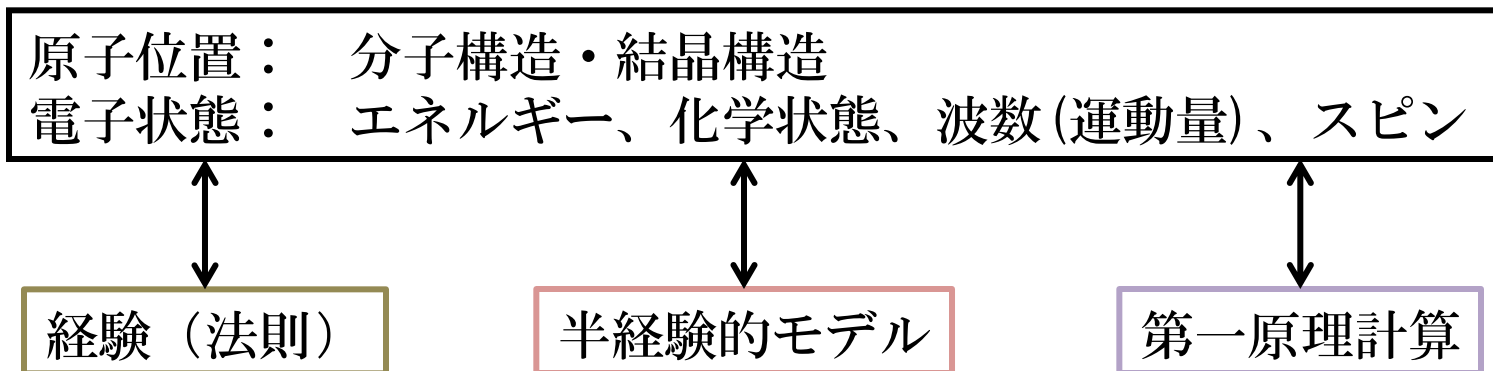 原子位置： 分子構造・結晶構造
電子状態： エネルギー、化学状態、波数(運動量)、スピン
経験（法則）
半経験的モデル
第一原理計算